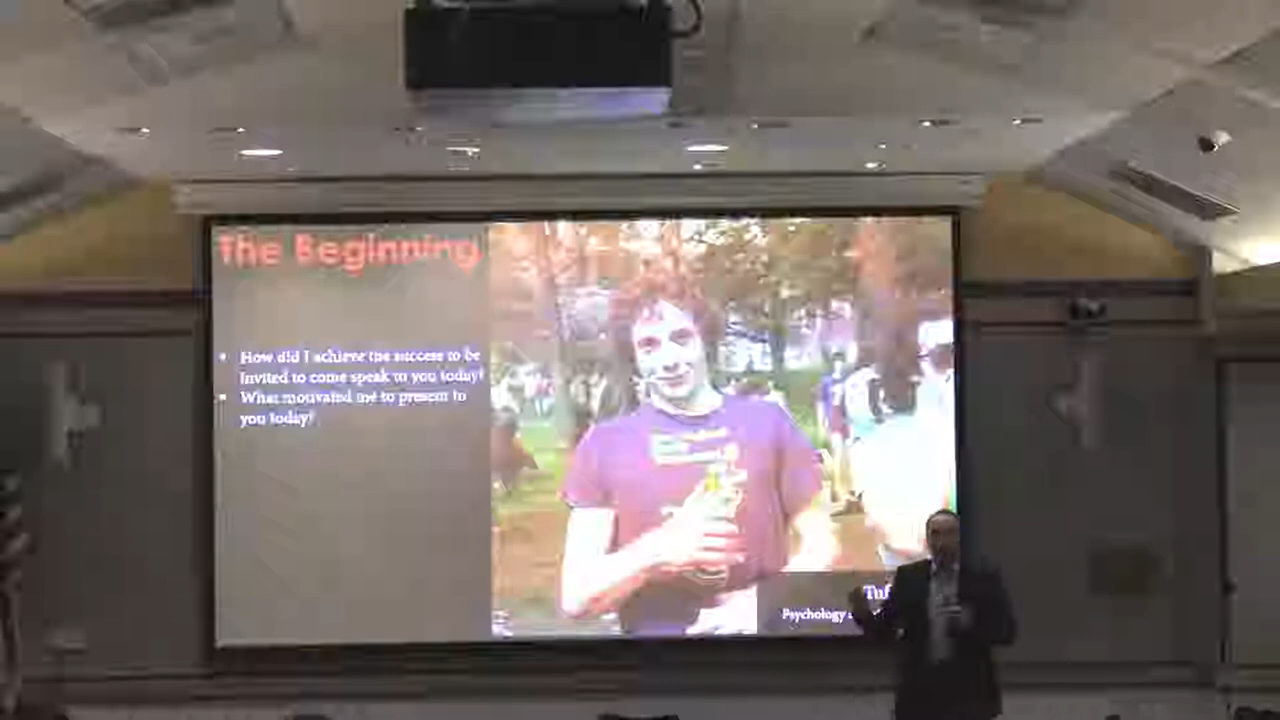 The Beginning
• How did I achieve the success to be
invited to come speak to you today?
• What motivated me to present to
you today?
Psychology